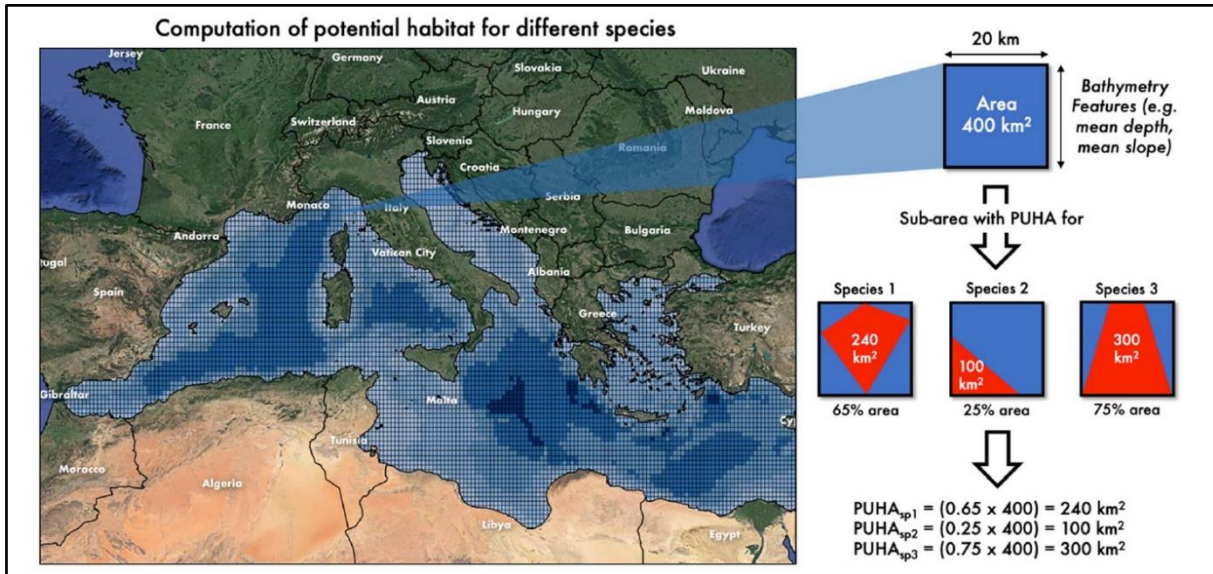 Computation of potential habitat for different species
Jersey
Germany
Slovakia
Ukraine
Austria
Hungary
Moldova
France
Switzerland
Slovenia
Romania
Croatia
Serbia
Monaco
Italy
Andorra
Montenegro
Bulgaria
Vatican City
Albania
tugal
Spain
Greece
Turkey
Gibraltar
Malta
Cy
Tunisia
Morocco
Algeria
Libya
Egypt
20 km
Area
400 km²
Bathymetry
Features (e.g.
mean depth,
mean slope)
Sub-area with PUHA for
Species 1 Species 2 Species 3
240
km²
100
km²
300
km²
65% area 25% area 75% area
PUHAsp1 = (0.65 x 400) = 240 km²
PUHAsp2 = (0.25 x 400) = 100 km²
PUHAsp3 = (0.75 x 400) = 300 km²